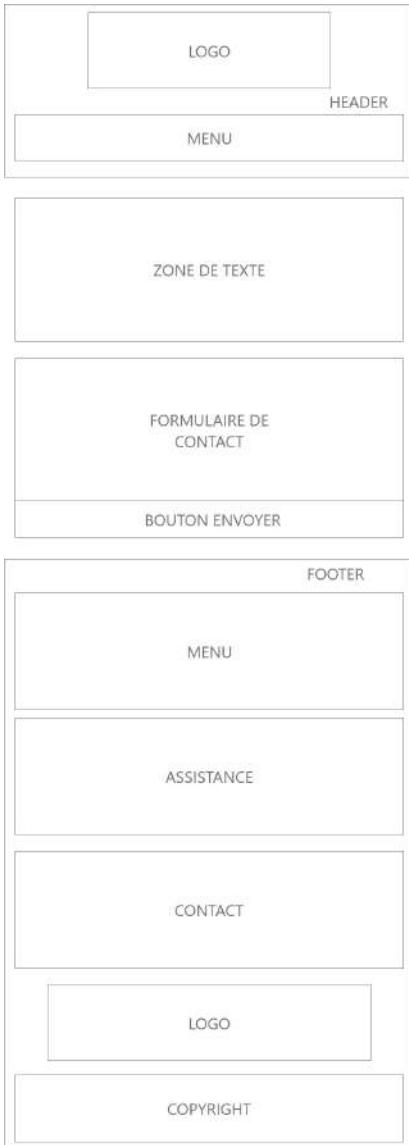 LOGO
HEADER
MENU
ZONE DE TEXTE
FORMULAIRE DE
CONTACT
BOUTON ENVOYER
FOOTER
MENU
ASSISTANCE
CONTACT
LOGO
COPYRIGHT